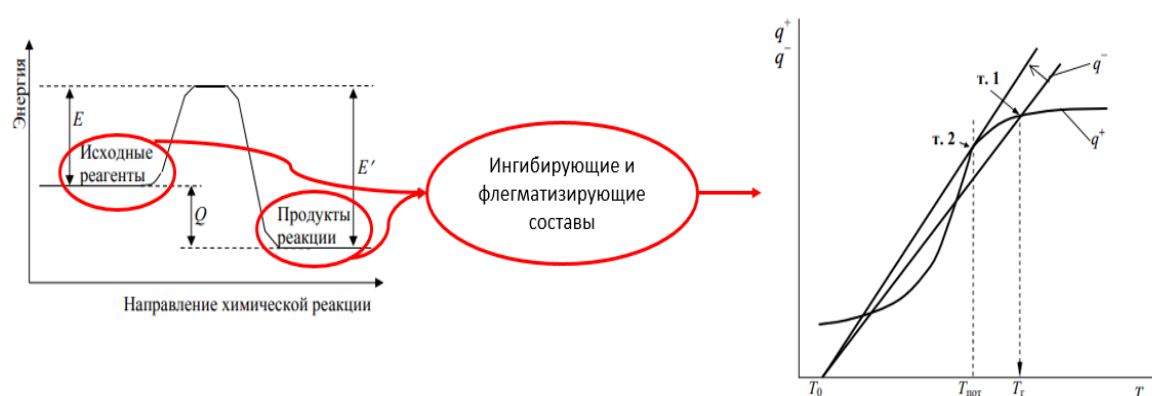 Энергия
E
Исходные
реагенты
Q
E′
Продукты
реакции
Направление химической реакции
Ингибирующие и
флегматизирующие
составы
q⁺
q⁻
т. 1
q⁻
т. 2
q⁺
T₀
Tпот
Tг
T